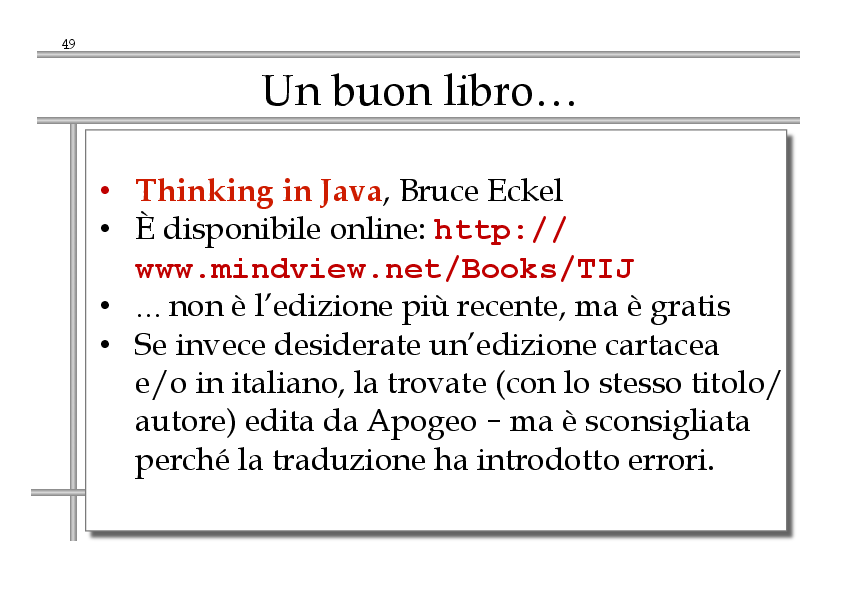 49
Un buon libro…
• Thinking in Java, Bruce Eckel
• È disponibile online: http://
www.mindview.net/Books/TIJ
• … non è l’edizione più recente, ma è gratis
• Se invece desiderate un’edizione cartacea
e/o in italiano, la trovate (con lo stesso titolo/
autore) edita da Apogeo – ma è sconsigliata
perché la traduzione ha introdotto errori.